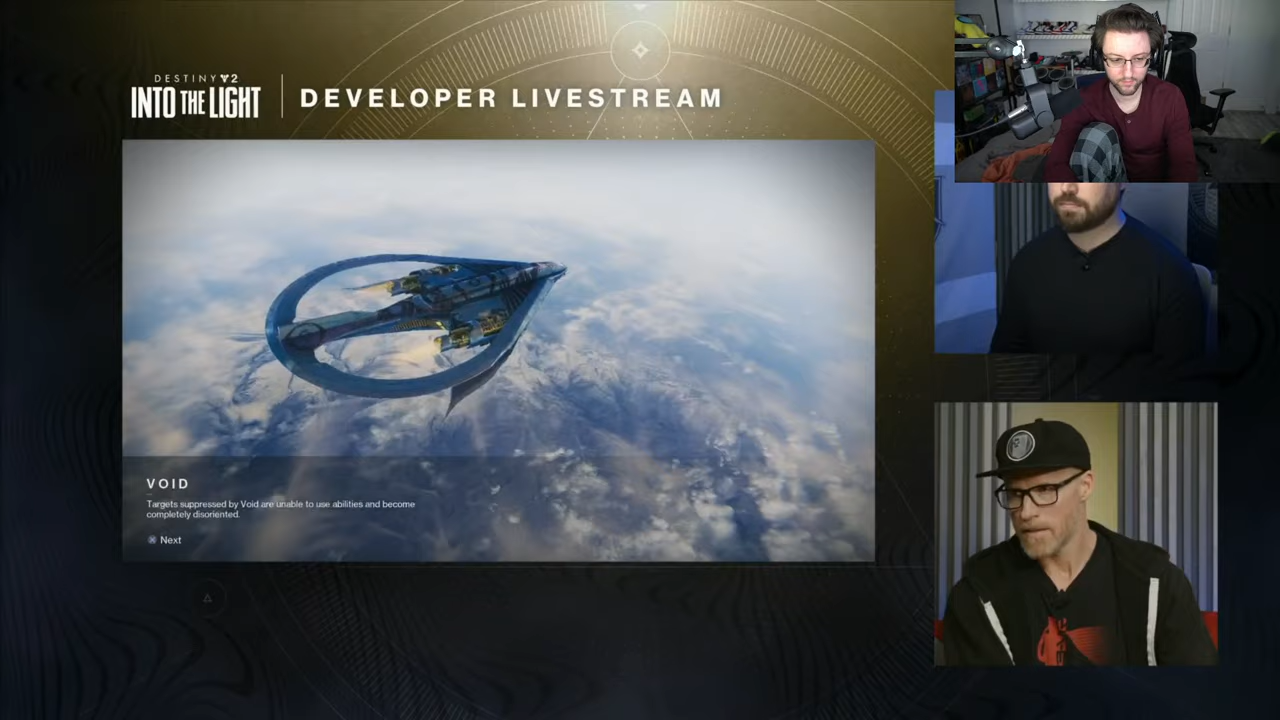 DESTINY 2
INTO THE LIGHT
DEVELOPER LIVESTREAM
VOID
Targets suppressed by Void are unable to use abilities and become
completely disoriented.
Next